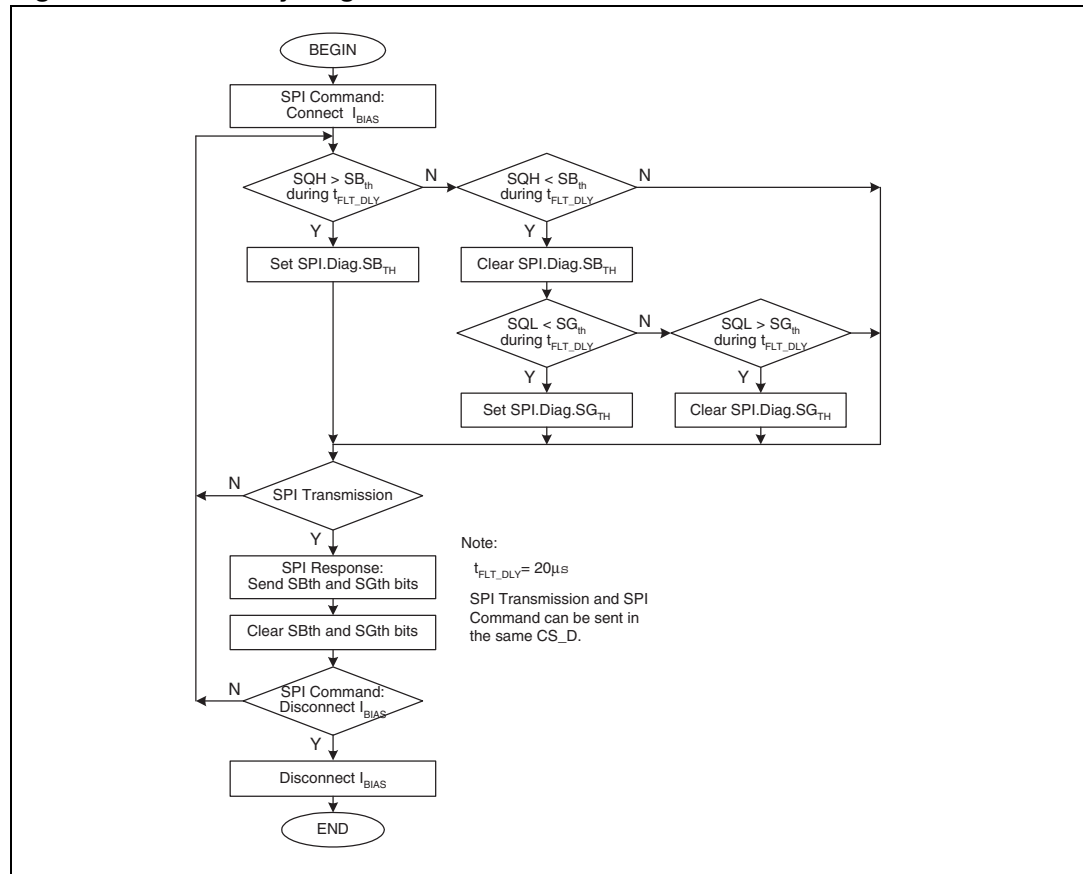 BEGIN
SPI Command:
Connect I_BIAS
SQH > SB_th
during t_FLT_DLY
N
SQH < SB_th
during t_FLT_DLY
N
Y
Y
Set SPI.Diag.SB_TH
Clear SPI.Diag.SB_TH
SQL < SG_th
during t_FLT_DLY
N
SQL > SG_th
during t_FLT_DLY
Y
Y
Set SPI.Diag.SG_TH
Clear SPI.Diag.SG_TH
N
SPI Transmission
Y
Note:
SPI Response:
Send SBth and SGth bits
t_FLT_DLY= 20µs
SPI Transmission and SPI
Command can be sent in
the same CS_D.
Clear SBth and SGth bits
N
SPI Command:
Disconnect I_BIAS
Y
Disconnect I_BIAS
END